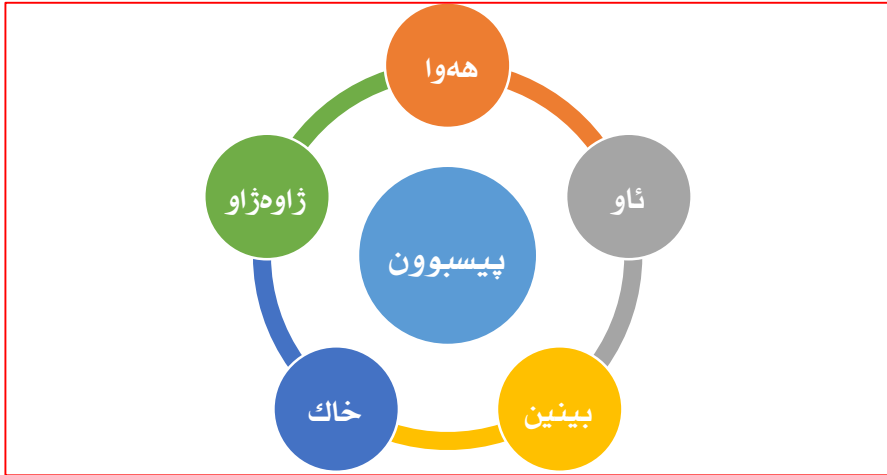 هەوا
ئاو
ژاوەژاو
پیسبوون
بینین
خاك